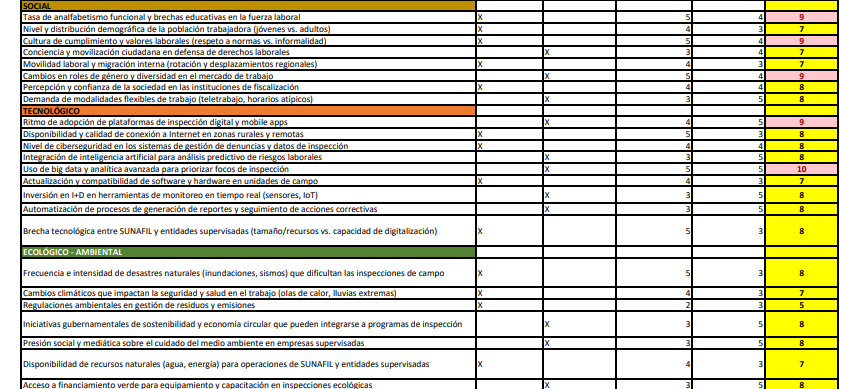 SOCIAL
Tasa de analfabetismo funcional y brechas educativas en la fuerza laboral X 5 4 9
Nivel y distribución demográfica de la población trabajadora (jóvenes vs. adultos) X 4 3 7
Cultura de cumplimiento y valores laborales (respeto a normas vs. informalidad) X 5 4 9
Conciencia y movilización ciudadana en defensa de derechos laborales X 3 4 7
Movilidad laboral y migración interna (rotación y desplazamientos regionales) X 4 3 7
Cambios en roles de género y diversidad en el mercado de trabajo X 5 4 9
Percepción y confianza de la sociedad en las instituciones de fiscalización X 4 4 8
Demanda de modalidades flexibles de trabajo (teletrabajo, horarios atípicos) X 3 5 8
TECNOLÓGICO
Ritmo de adopción de plataformas de inspección digital y mobile apps X 4 5 9
Disponibilidad y calidad de conexión a Internet en zonas rurales y remotas X 5 3 8
Nivel de ciberseguridad en los sistemas de gestión de denuncias y datos de inspección X 4 4 8
Integración de inteligencia artificial para análisis predictivo de riesgos laborales X 3 5 8
Uso de big data y analítica avanzada para priorizar focos de inspección X 5 5 10
Actualización y compatibilidad de software y hardware en unidades de campo X 4 3 7
Inversión en I+D en herramientas de monitoreo en tiempo real (sensores, IoT) X 3 5 8
Automatización de procesos de generación de reportes y seguimiento de acciones correctivas X 3 5 8
Brecha tecnológica entre SUNAFIL y entidades supervisadas (tamaño/recursos vs. capacidad de digitalización) X 5 3 8
ECOLÓGICO - AMBIENTAL
Frecuencia e intensidad de desastres naturales (inundaciones, sismos) que dificultan las inspecciones de campo X 5 3 8
Cambios climáticos que impactan la seguridad y salud en el trabajo (olas de calor, lluvias extremas) X 4 3 7
Regulaciones ambientales en gestión de residuos y emisiones X 2 3 5
Iniciativas gubernamentales de sostenibilidad y economía circular que pueden integrarse a programas de inspección X 3 5 8
Presión social y mediática sobre el cuidado del medio ambiente en empresas supervisadas X 3 5 8
Disponibilidad de recursos naturales (agua, energía) para operaciones de SUNAFIL y entidades supervisadas X 4 3 7
Acceso a financiamiento verde para equipamiento y capacitación en inspecciones ecológicas X 3 5 8